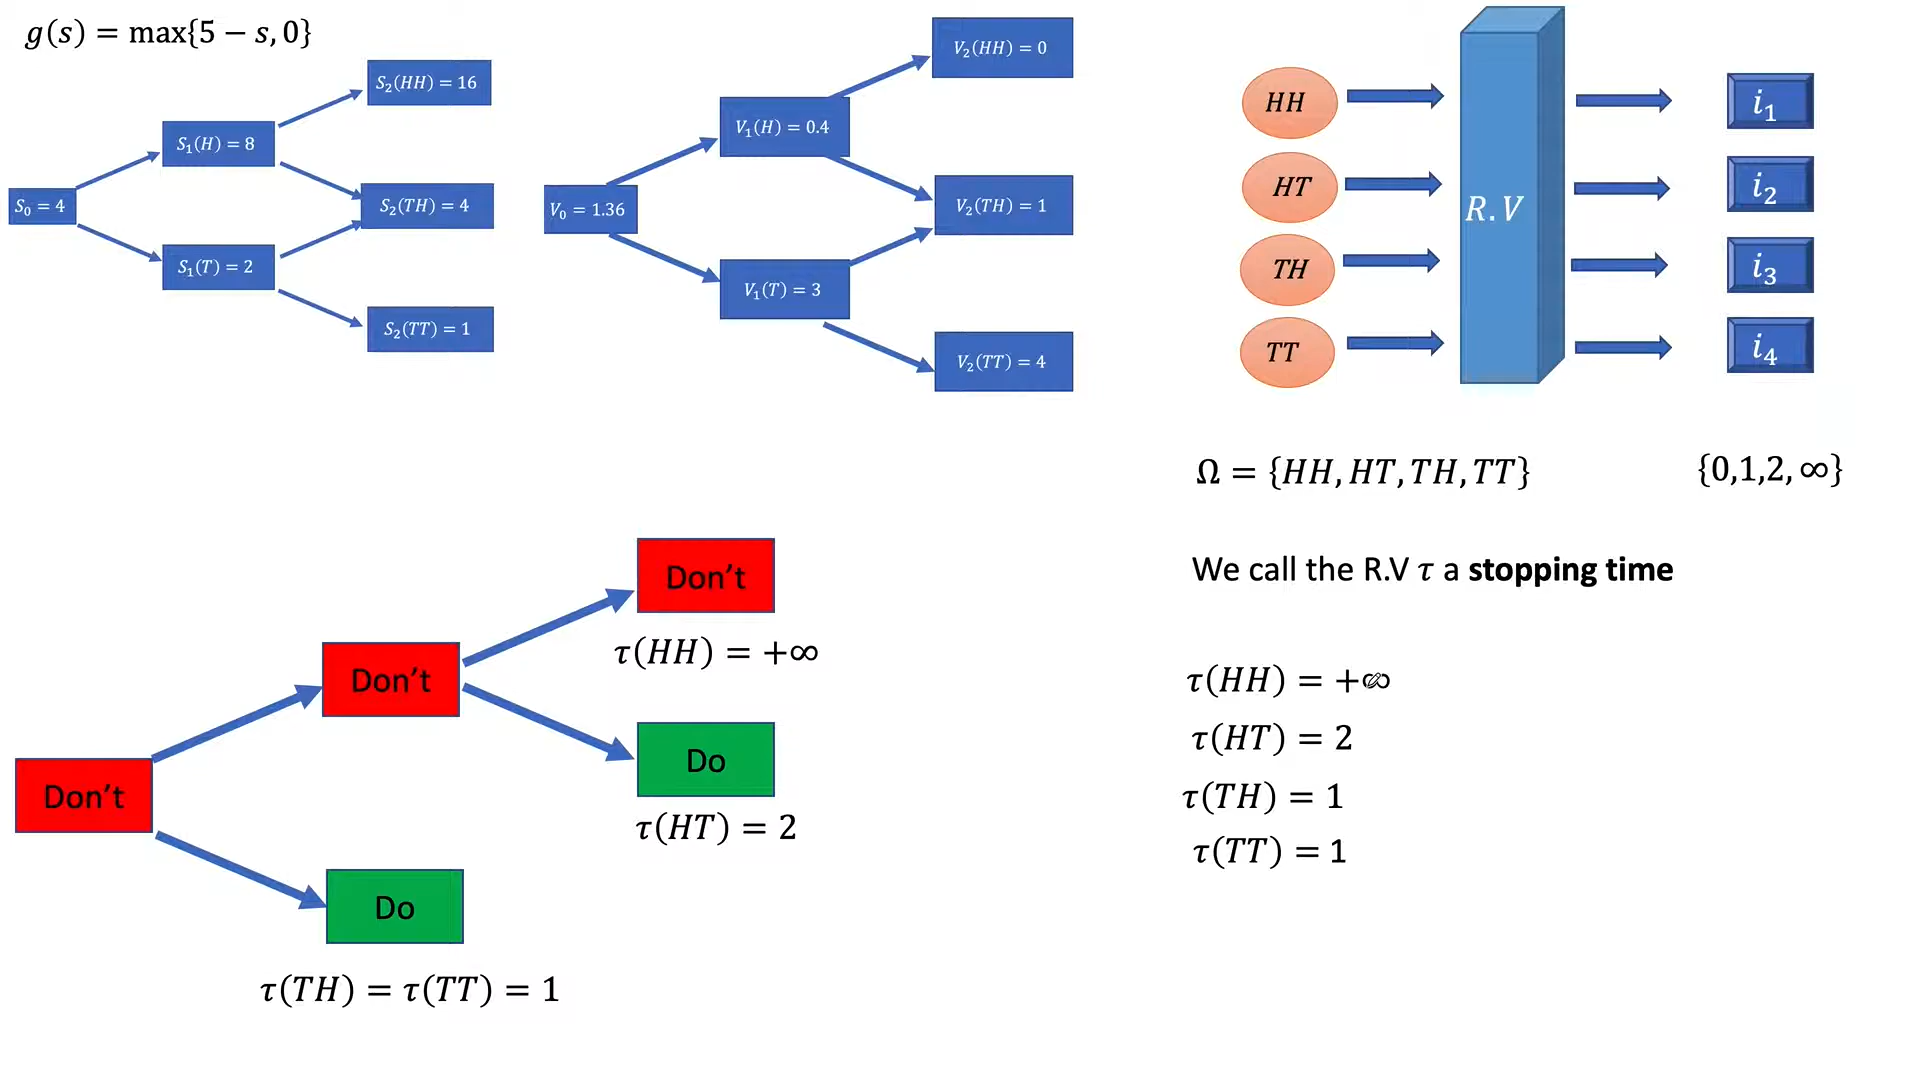 g(s) = max{5 − s, 0}
S₀ = 4
S₁(H) = 8
S₁(T) = 2
S₂(HH) = 16
S₂(TH) = 4
S₂(TT) = 1
V₀ = 1.36
V₁(H) = 0.4
V₁(T) = 3
V₂(HH) = 0
V₂(TH) = 1
V₂(TT) = 4
HH
HT
TH
TT
R.V
i₁
i₂
i₃
i₄
Ω = {HH, HT, TH, TT}
{0,1,2, ∞}
Don't
Don't
Don't
τ(HH) = +∞
Do
τ(HT) = 2
Do
τ(TH) = τ(TT) = 1
We call the R.V τ a stopping time
τ(HH) = +∞
τ(HT) = 2
τ(TH) = 1
τ(TT) = 1